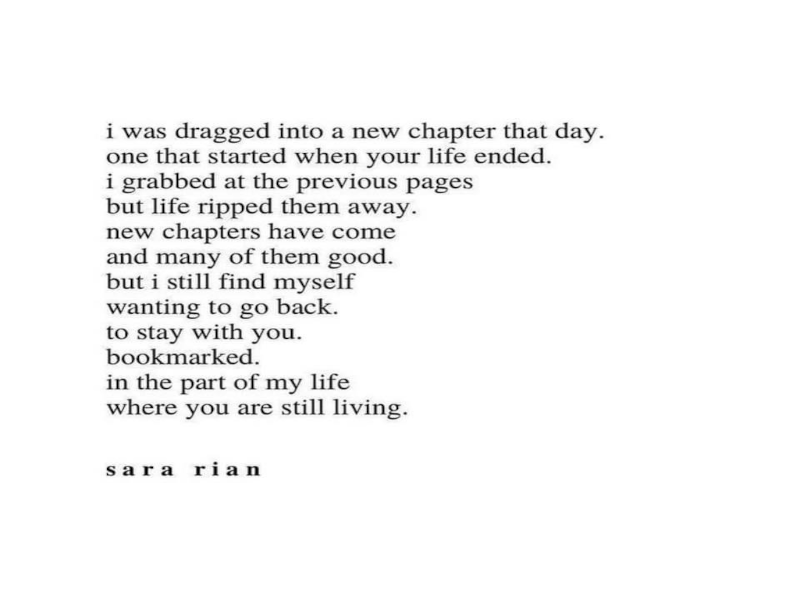 i was dragged into a new chapter that day.
one that started when your life ended.
i grabbed at the previous pages
but life ripped them away.
new chapters have come
and many of them good.
but i still find myself
wanting to go back.
to stay with you.
bookmarked.
in the part of my life
where you are still living.
sara rian